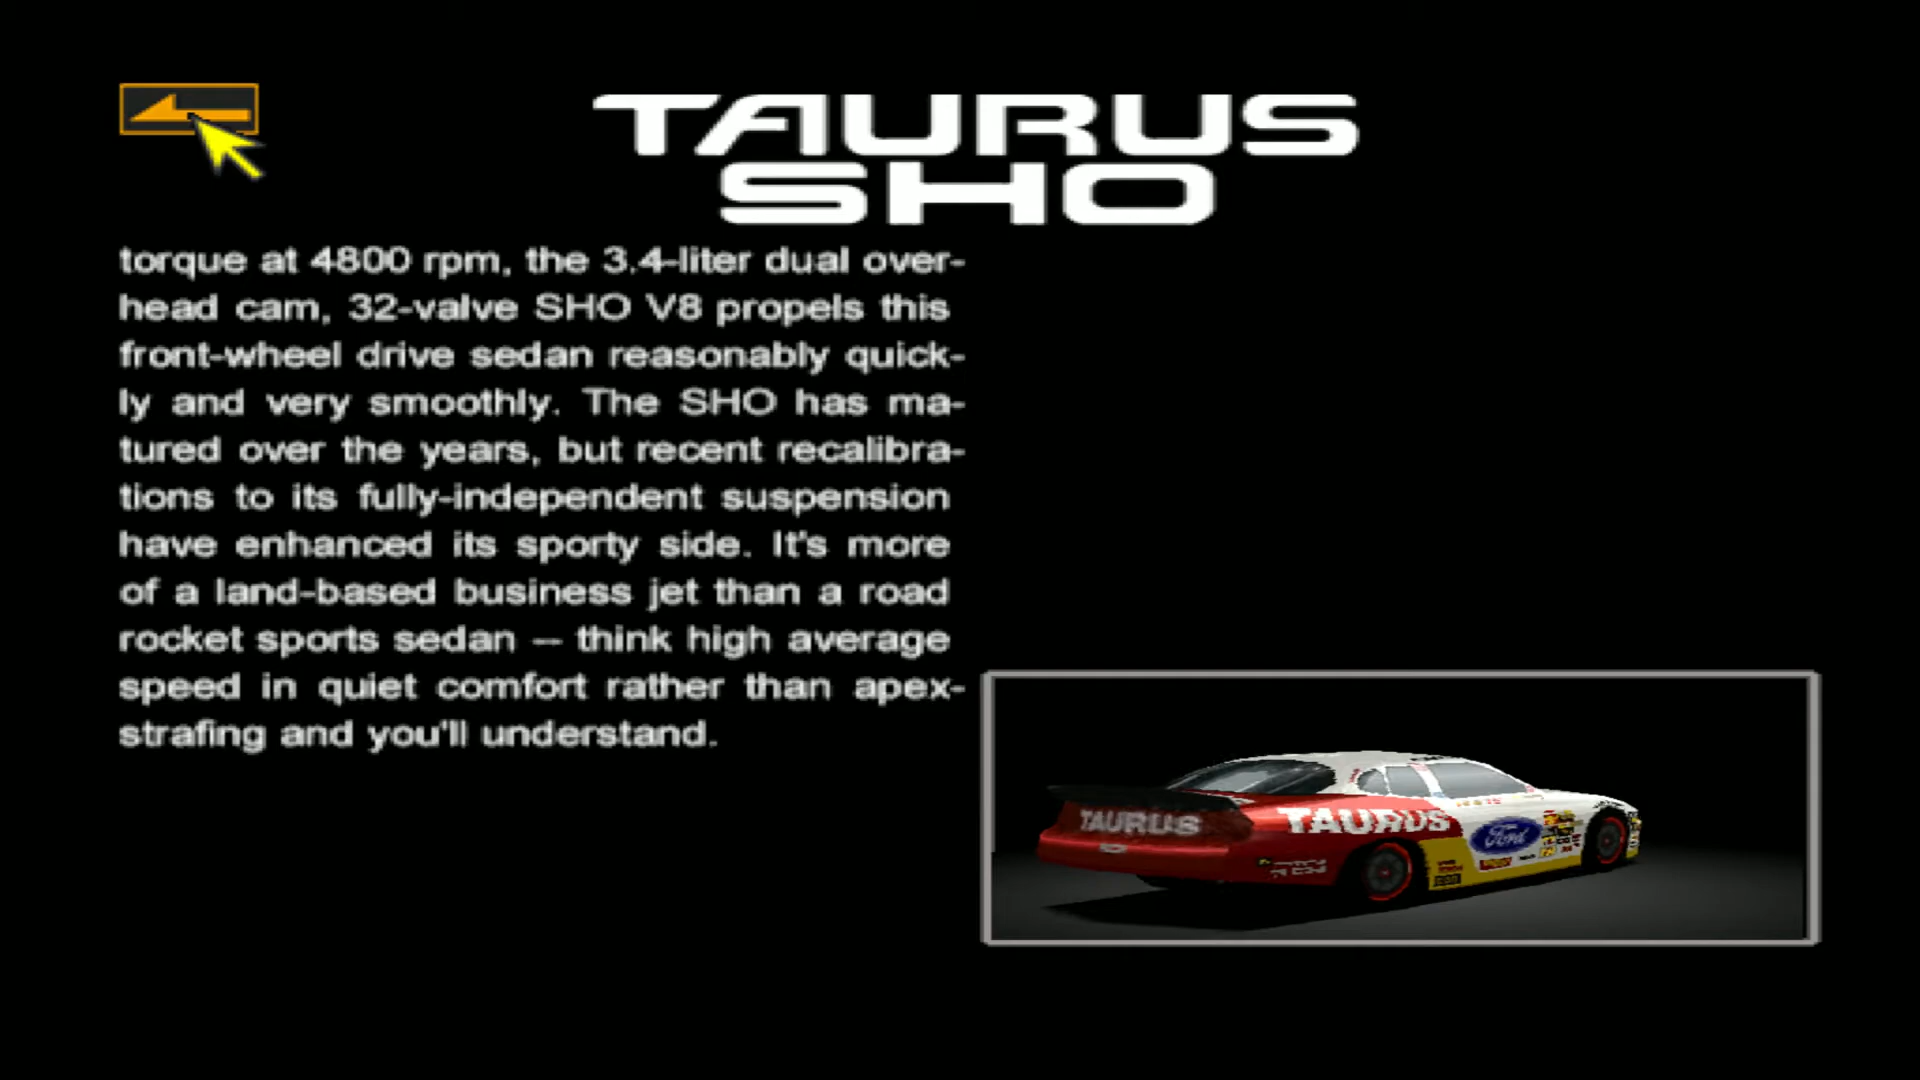 TAURUS
SHO
torque at 4800 rpm, the 3.4-liter dual over-
head cam, 32-valve SHO V8 propels this
front-wheel drive sedan reasonably quick-
ly and very smoothly. The SHO has ma-
tured over the years, but recent recalibra-
tions to its fully-independent suspension
have enhanced its sporty side. It's more
of a land-based business jet than a road
rocket sports sedan – think high average
speed in quiet comfort rather than apex-
strafing and you'll understand.
TAURUS
TAURUS
Ford